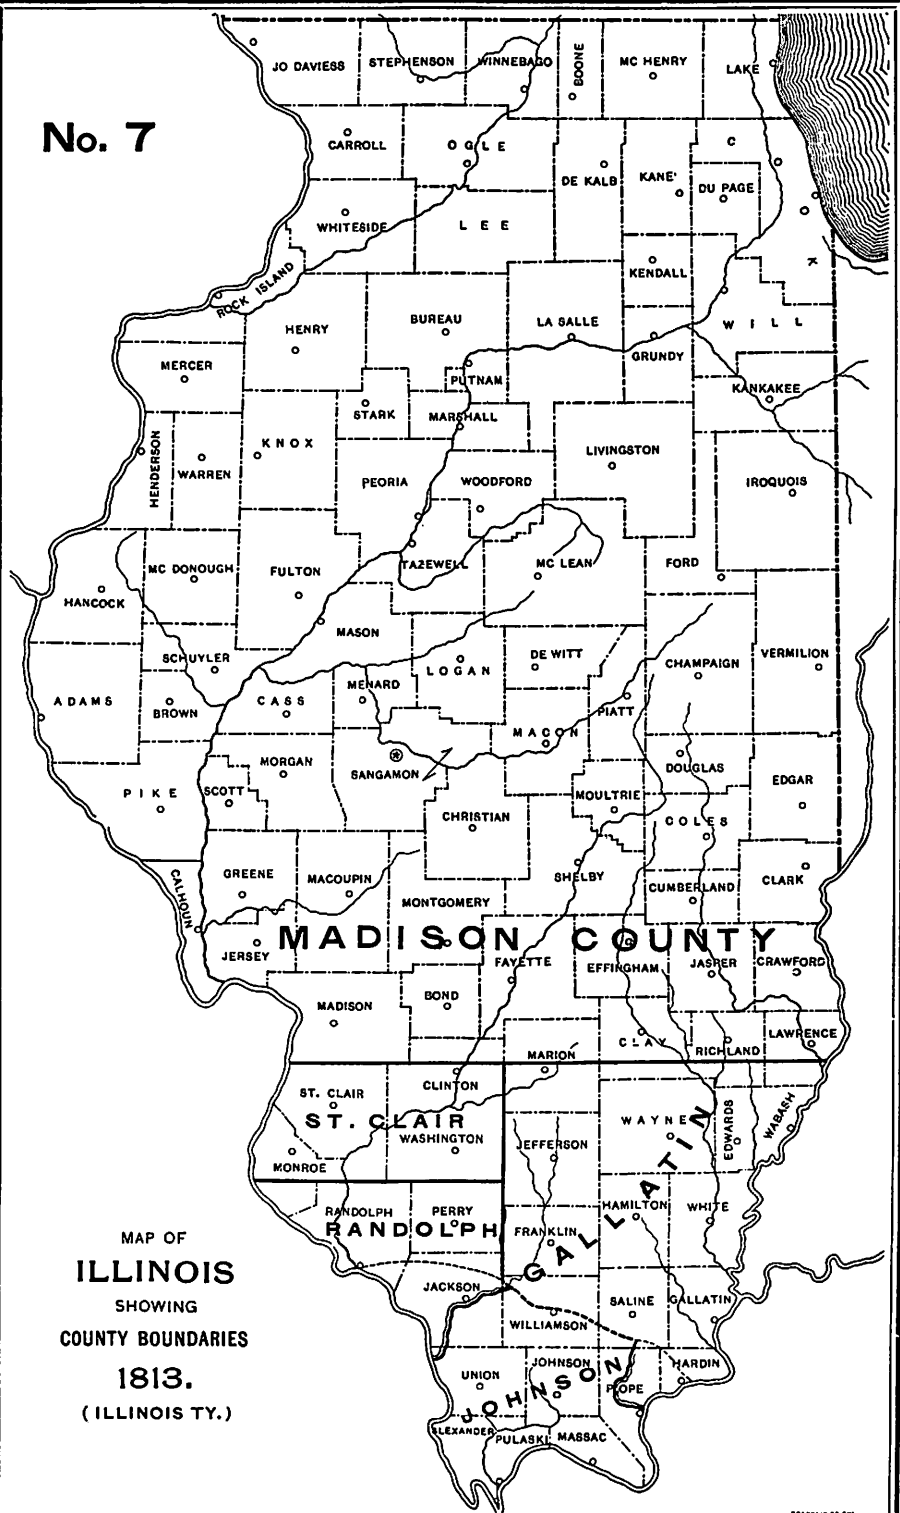 JO DAVIESS
STEPHENSON
WINNEBAGO
BOONE
MC HENRY
LAKE
No. 7
CARROLL
OGLE
DE KALB
KANE
C
DU PAGE
WHITESIDE
LEE
K
ROCK ISLAND
KENDALL
HENRY
BUREAU
LA SALLE
WILL
GRUNDY
MERCER
PUTNAM
KANKAKEE
STARK
MARSHALL
HENDERSON
WARREN
KNOX
LIVINGSTON
PEORIA
WOODFORD
IROQUOIS
MC DONOUGH
FULTON
TAZEWELL
MC LEAN
FORD
HANCOCK
MASON
SCHUYLER
LOGAN
DE WITT
CHAMPAIGN
VERMILION
ADAMS
BROWN
CASS
MENARD
PIATT
MACON
MORGAN
SANGAMON
DOUGLAS
EDGAR
PIKE
SCOTT
CHRISTIAN
MOULTRIE
COLES
CALHOUN
GREENE
MACOUPIN
SHELBY
CUMBERLAND
CLARK
MONTGOMERY
MADISON COUNTY
JERSEY
FAYETTE
EFFINGHAM
JASPER
CRAWFORD
MADISON
BOND
CLAY
RICHLAND
LAWRENCE
MARION
ST. CLAIR
CLINTON
ST. CLAIR
WASHINGTON
WAYNE
EDWARDS
WABASH
JEFFERSON
MONROE
GALLATIN
RANDOLPH
PERRY
RANDOLPH
HAMILTON
WHITE
FRANKLIN
JACKSON
WILLIAMSON
SALINE
GALLATIN
MAP OF
ILLINOIS
SHOWING
COUNTY BOUNDARIES
1813.
(ILLINOIS TY.)
UNION
JOHNSON
HARDIN
JOHNSON
POPE
ALEXANDER
PULASKI
MASSAC